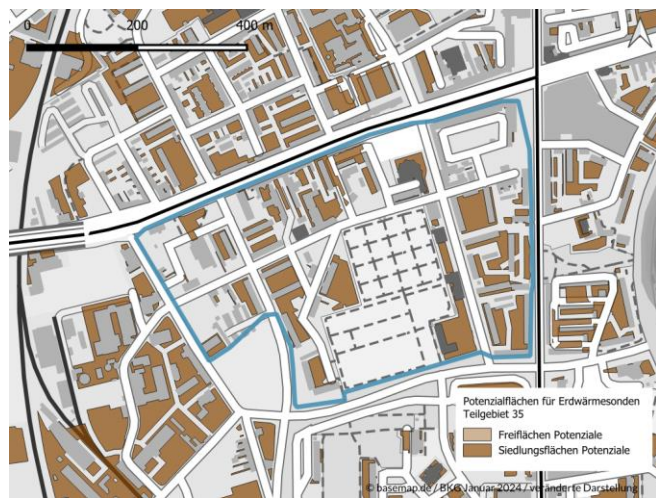 0 200 400 m
Potenzialflächen für Erdwärmesonden
Teilgebiet 35
Freiflächen Potenziale
Siedlungsflächen Potenziale
© basemap.de / BKG Januar 2024 / veränderte Darstellung